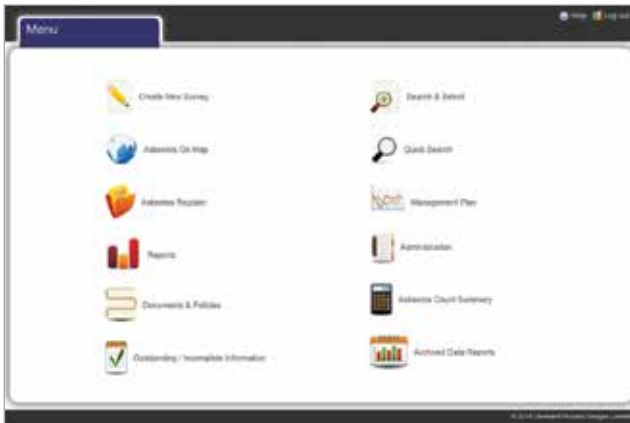 Menu
Help Log out
Create New Survey
Search & Select
Asbestos On Map
Quick Search
Asbestos Register
Management Plan
Reports
Administration
Documents & Policies
Asbestos Count Summary
Outstanding / Incomplete Information
Archived Data Reports